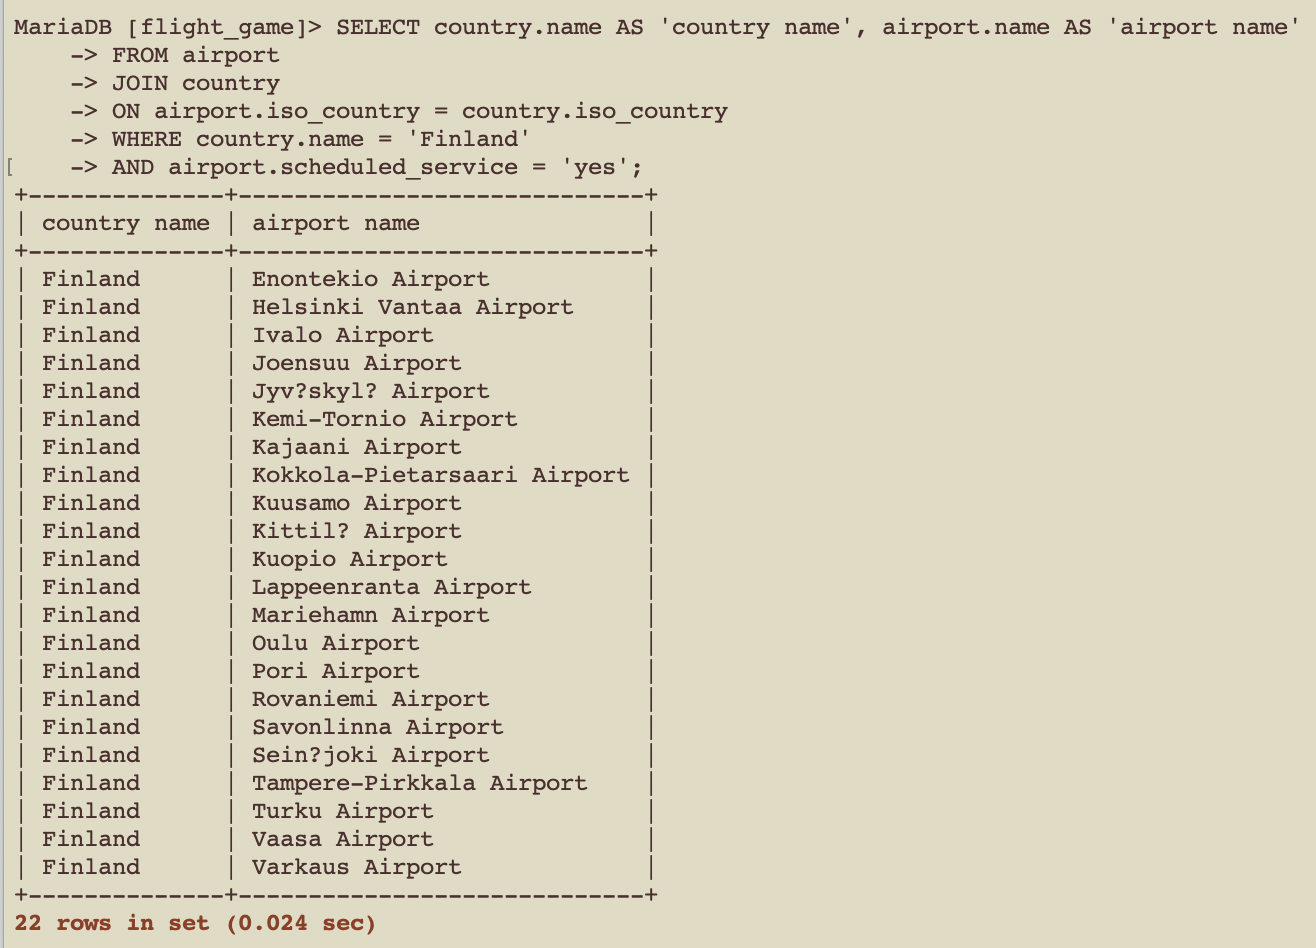 MariaDB [flight_game]> SELECT country.name AS 'country name', airport.name AS 'airport name'
    -> FROM airport
    -> JOIN country
    -> ON airport.iso_country = country.iso_country
    -> WHERE country.name = 'Finland'
[    -> AND airport.scheduled_service = 'yes';
+--------------+-----------------------------+
| country name | airport name                |
+--------------+-----------------------------+
| Finland      | Enontekio Airport           |
| Finland      | Helsinki Vantaa Airport     |
| Finland      | Ivalo Airport               |
| Finland      | Joensuu Airport             |
| Finland      | Jyv?skyl? Airport           |
| Finland      | Kemi-Tornio Airport         |
| Finland      | Kajaani Airport             |
| Finland      | Kokkola-Pietarsaari Airport |
| Finland      | Kuusamo Airport             |
| Finland      | Kittil? Airport             |
| Finland      | Kuopio Airport              |
| Finland      | Lappeenranta Airport        |
| Finland      | Mariehamn Airport           |
| Finland      | Oulu Airport                |
| Finland      | Pori Airport                |
| Finland      | Rovaniemi Airport           |
| Finland      | Savonlinna Airport          |
| Finland      | Sein?joki Airport           |
| Finland      | Tampere-Pirkkala Airport    |
| Finland      | Turku Airport               |
| Finland      | Vaasa Airport               |
| Finland      | Varkaus Airport             |
+--------------+-----------------------------+
22 rows in set (0.024 sec)